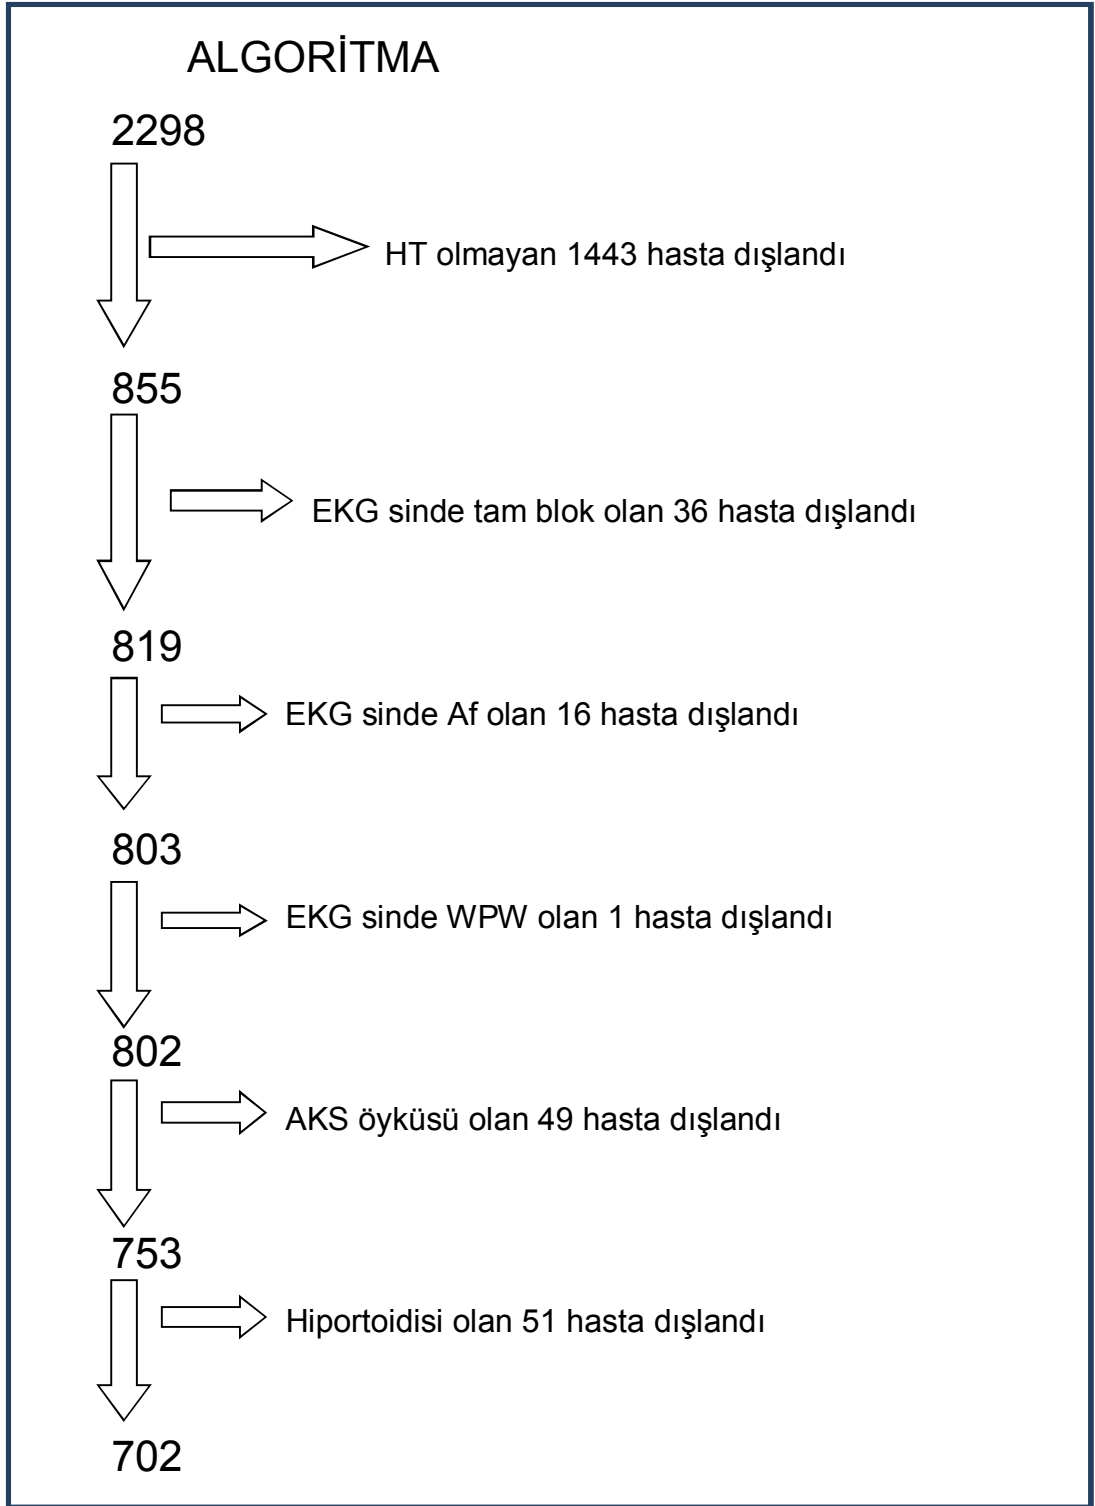 ALGORİTMA
2298
HT olmayan 1443 hasta dışlandı
855
EKG sinde tam blok olan 36 hasta dışlandı
819
EKG sinde Af olan 16 hasta dışlandı
803
EKG sinde WPW olan 1 hasta dışlandı
802
AKS öyküsü olan 49 hasta dışlandı
753
Hiportoidisi olan 51 hasta dışlandı
702